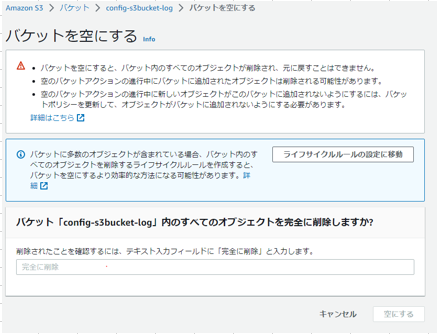 Amazon S3 > バケット > config-s3bucket-log > バケットを空にする
バケットを空にする Info
• バケットを空にすると、バケット内のすべてのオブジェクトが削除され、元に戻すことはできません。
• 空のバケットアクションの進行中にバケットに追加されたオブジェクトは削除される可能性があります。
• 空のバケットアクションの進行中に新しいオブジェクトがこのバケットに追加されないようにするには、バケッ
トポリシーを更新して、オブジェクトがバケットに追加されないようにする必要があります。
詳細はこちら
バケットに多数のオブジェクトが含まれている場合、バケット内のす
べてのオブジェクトを削除するライフサイクルルールを作成すると、
バケットを空にするより効率的な方法になる可能性があります。詳
細
ライフサイクルルールの設定に移動
バケット「config-s3bucket-log」内のすべてのオブジェクトを完全に削除しますか?
削除されたことを確認するには、テキスト入力フィールドに「完全に削除」と入力します。
完全に削除
キャンセル
空にする